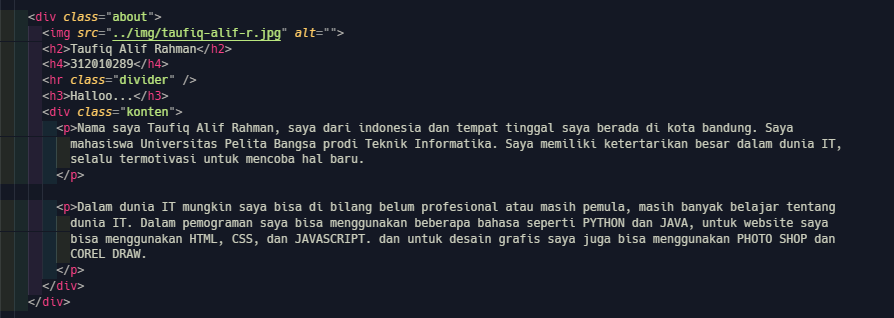 <div class="about">
<img src="../img/taufiq-alif-r.jpg" alt="">
<h2>Taufiq Alif Rahman</h2>
<h4>312010289</h4>
<hr class="divider" />
<h3>Halloo...</h3>
<div class="konten">
<p>Nama saya Taufiq Alif Rahman, saya dari indonesia dan tempat tinggal saya berada di kota bandung. Saya
mahasiswa Universitas Pelita Bangsa prodi Teknik Informatika. Saya memiliki ketertarikan besar dalam dunia IT,
selalu termotivasi untuk mencoba hal baru.
</p>
<p>Dalam dunia IT mungkin saya bisa di bilang belum profesional atau masih pemula, masih banyak belajar tentang
dunia IT. Dalam pemograman saya bisa menggunakan beberapa bahasa seperti PYTHON dan JAVA, untuk website saya
bisa menggunakan HTML, CSS, dan JAVASCRIPT. dan untuk desain grafis saya juga bisa menggunakan PHOTO SHOP dan
COREL DRAW.
</p>
</div>
</div>